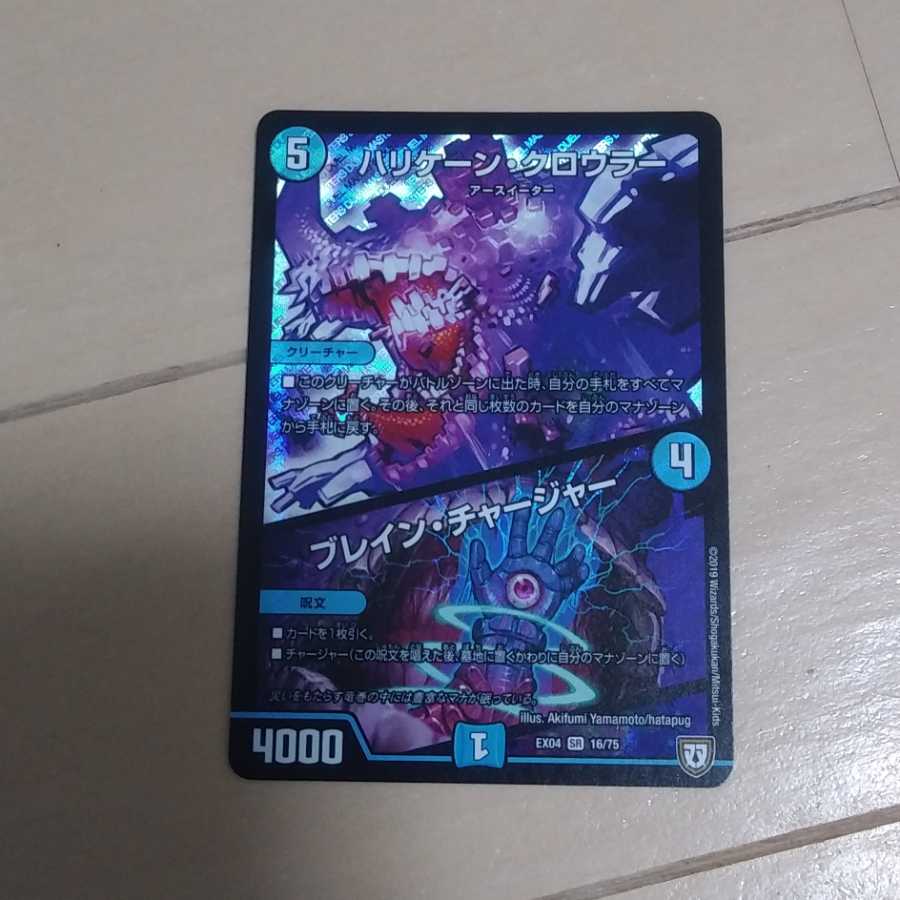 5
ハリケーン・クロウラー
アースイーター
クリーチャー
■このクリーチャーがバトルゾーンに出た時、自分の手札をすべてマ
ナゾーンに置く。その後、それと同じ枚数のカードを自分のマナゾーン
から手札に戻す。
4
ブレイン・チャージャー
呪文
■カードを1枚引く。
■チャージャー(この呪文を唱えた後、墓地に置くかわりに自分のマナゾーンに置く)
災いをもたらす竜巻の中には豊富なマナが眠っている。
illus. Akifumi Yamamoto/hatapug
4000
1
EX04 SR 16/75
©2019 Wizards/Shogakukan/Mitsui-Kids